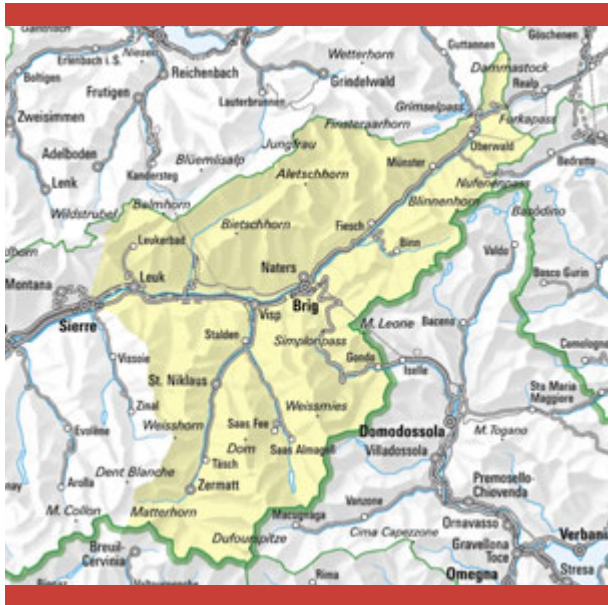 Gadmisch
Niesen
Wetterhorn
Guttannen
Göschenen
Erlenbach i. S.
Dammastock
Boltigen
Reichenbach
Grindelwald
Realp
Frutigen
Lauterbrunnen
Grimselpass
Zweisimmen
Finsteraarhorn
Furkapass
Jungfrau
Oberwald
Adelboden
Blüemlisalp
Münster
Bedretto
Lenk
Kandersteg
Aletschhorn
Nufenenpass
Wildstrubel
Balmhorn
Blinnenhorn
Basòdino
Bietschhorn
Fiesch
Leukerbad
Binn
Valdo
Naters
Bosco Gurin
Montana
Leuk
Brig
Sierre
Visp
M. Leone
Baceno
Stalden
Simplonpass
Vissoie
Gondo
Iselle
St. Niklaus
Sta Maria
Maggiore
Zinal
Weisshorn
Saas Fee
Weissmies
Evolène
Domodossola
M. Togano
Dom
Saas Almagell
Villadossola
Dent Blanche
Täsch
Arolla
Zermatt
Vanzone
Premosello-
Chiovenda
M. Collon
Matterhorn
Macugnaga
Ornavasso
Cima Capezzone
Verbania
Dufourspitze
Gravellona
Toce
Breuil-
Cervinia
Stresa
Rima
Omegna